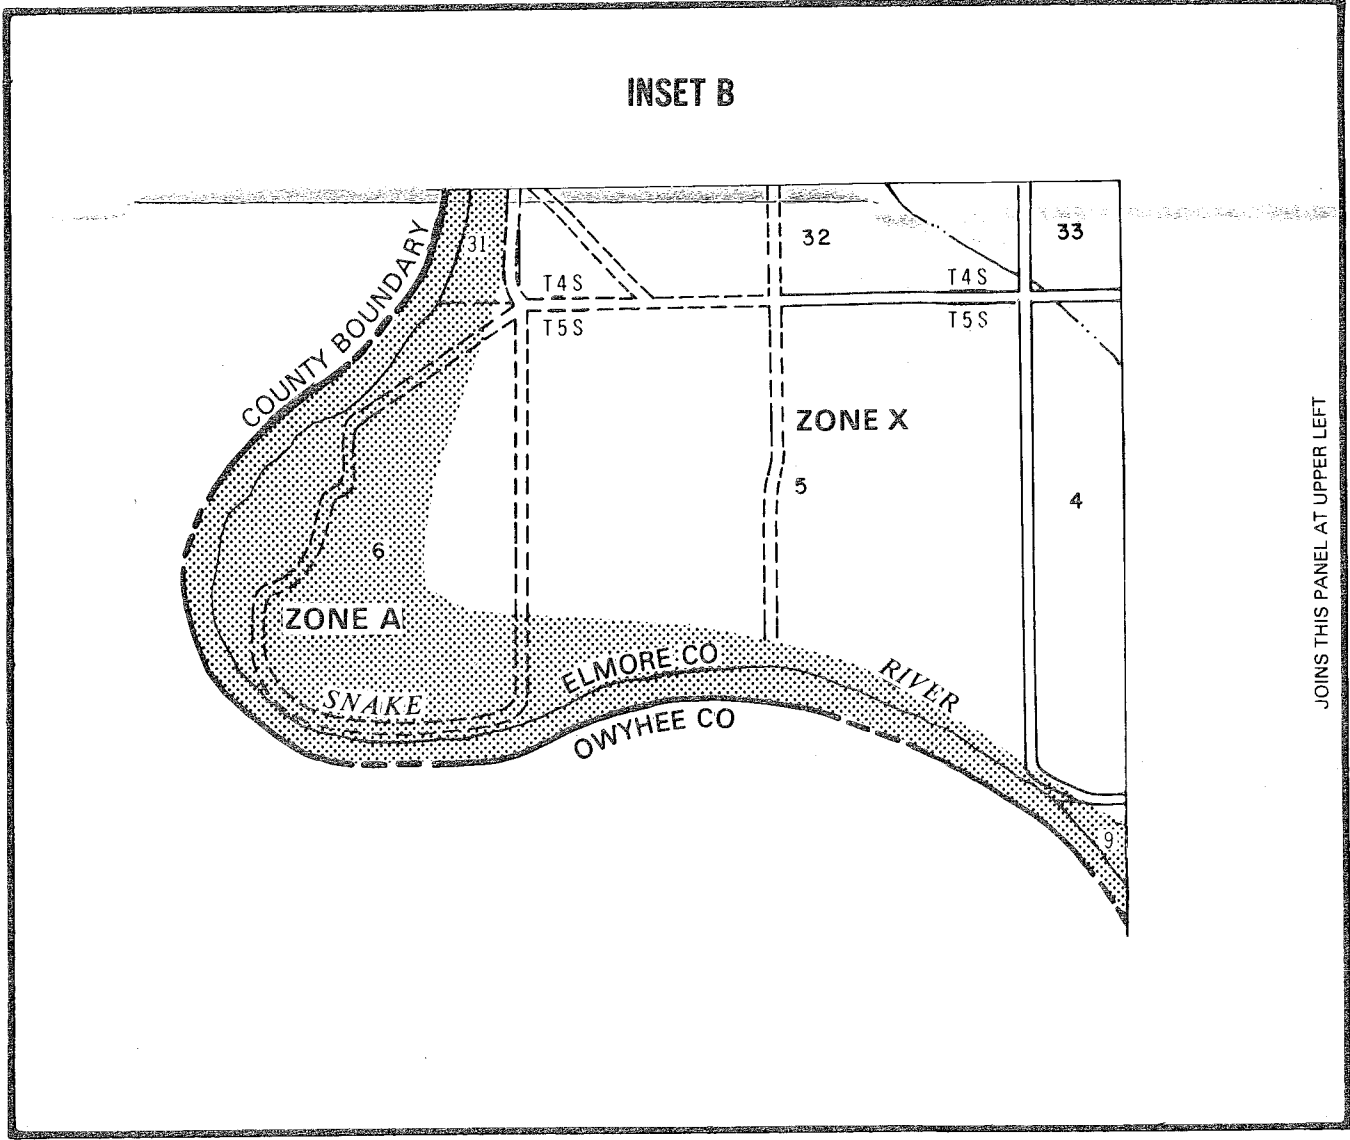 INSET B
COUNTY BOUNDARY
31
32
33
T4S
T5S
T4S
T5S
ZONE X
5
4
6
ZONE A
SNAKE
RIVER
ELMORE CO
OWYHEE CO
9
JOINS THIS PANEL AT UPPER LEFT